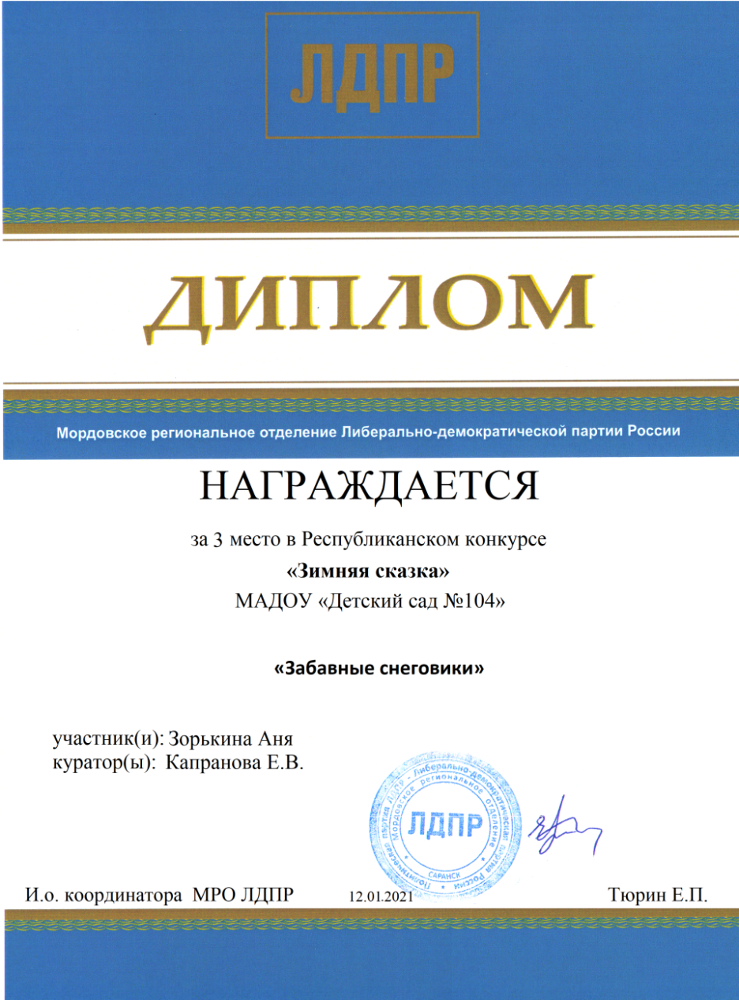 ЛДПР
ДИПЛОМ
Мордовское региональное отделение Либерально-демократической партии России
НАГРАЖДАЕТСЯ
за 3 место в Республиканском конкурсе
«Зимняя сказка»
МАДОУ «Детский сад №104»
«Забавные снеговики»
участник(и): Зорькина Аня
куратор(ы): Капранова Е.В.
Политическая партия ЛДПР - Либерально-демократическая партия России
Мордовское региональное отделение
ЛДПР
САРАНСК
И.о. координатора МРО ЛДПР 12.01.2021 Тюрин Е.П.